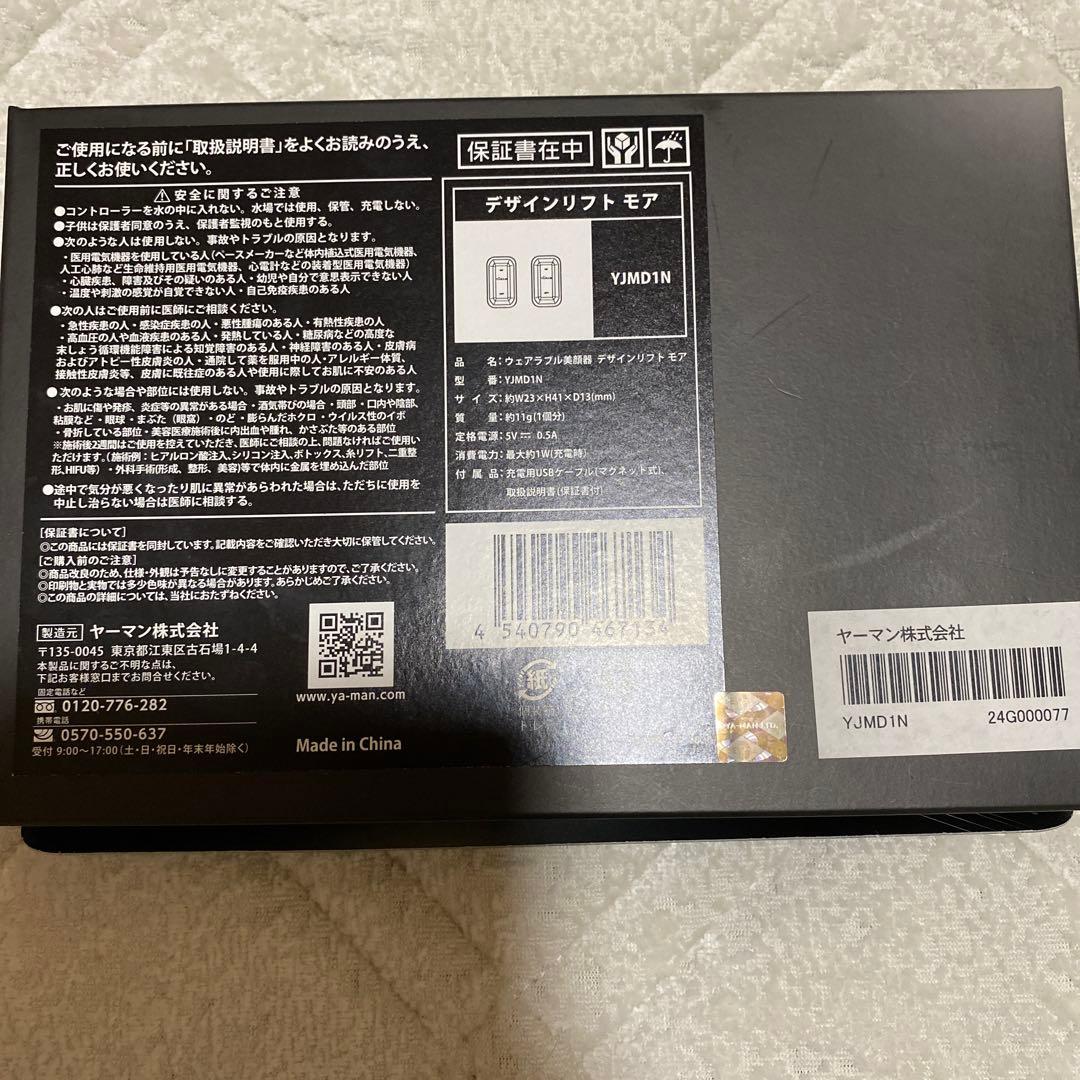 ご使用になる前に「取扱説明書」をよくお読みのうえ、
正しくお使いください。
安全に関するご注意
●コントローラーを水の中に入れない。水場では使用、保管、充電しない。
●子供は保護者同意のうえ、保護者監視のもと使用する。
●次のような人は使用しない。事故やトラブルの原因となります。
・医用電気機器を使用している人(ペースメーカーなど体内植込式医用電気機器、
人工心肺など生命維持用医用電気機器、心電計などの装着型医用電気機器)
・心臓疾患、障害及びその疑いのある人・幼児や自分で意思表示できない人
・温度や刺激の感覚が自覚できない人・自己免疫疾患のある人
●次の人はご使用前に医師にご相談ください。
・急性疾患の人・感染症疾患の人・悪性腫瘍のある人・有熱性疾患の人
・高血圧の人や血液疾患のある人・発熱している人・糖尿病などの高度な
末しょう循環機能障害による知覚障害のある人・神経障害のある人・皮膚病
およびアトピー性皮膚炎の人・通院して薬を服用中の人・アレルギー体質、
接触性皮膚炎等、皮膚に既往症のある人や使用に際してお肌に不安のある人
●次のような場合や部位には使用しない。事故やトラブルの原因となります。
・お肌に傷や発疹、炎症等の異常がある場合・酒気帯びの場合・頭部・口内や陰部、
粘膜など・眼球・まぶた（眼窩）・のど・膨らんだホクロ・ウイルス性のイボ
・骨折している部位・美容医療施術後に内出血や腫れ、かさぶた等のある部位
※施術後2週間はご使用を控えていただき、医師にご相談の上、問題なければご使用いた
だけます。（施術例：ヒアルロン酸注入、シリコン注入、ボトックス、糸リフト、二重整
形、HIFU等）・外科手術(形成、整形、美容)等で体内に金属を埋め込んだ部位
●途中で気分が悪くなったり肌に異常があらわれた場合は、ただちに使用を
中止し治らない場合は医師に相談する。
[保証書について]
◎この商品には保証書を同封しています。記載内容をご確認いただき大切に保管してください。
[ご購入前のご注意]
◎商品改良のため、仕様・外観は予告なしに変更することがありますので、ご了承ください。
◎印刷物と実物では多少色味が異なる場合があります。あらかじめご了承ください。
◎この商品の詳細については、当社におたずねください。
製造元 ヤーマン株式会社
〒135-0045 東京都江東区古石場1-4-4
本製品に関するご不明な点は、
下記お客様窓口までお問合せください。
固定電話など
0120-776-282
携帯電話
0570-550-637
受付 9:00〜17:00（土・日・祝日・年末年始除く）
www.ya-man.com
Made in China
保証書在中
デザインリフト モア
YJMD1N
品 名：ウェアラブル美顔器 デザインリフト モア
型 番：YJMD1N
サイズ：約W23×H41×D13(mm)
質 量：約11g(1個分)
定格電源：5V⎓ 0.5A
消費電力：最大約1W(充電時)
付属品：充電用USBケーブル(マグネット式)、
取扱説明書(保証書付)
4 540790 467134
紙
YA-MAN LTD.
ヤーマン株式会社
YJMD1N 24G000077